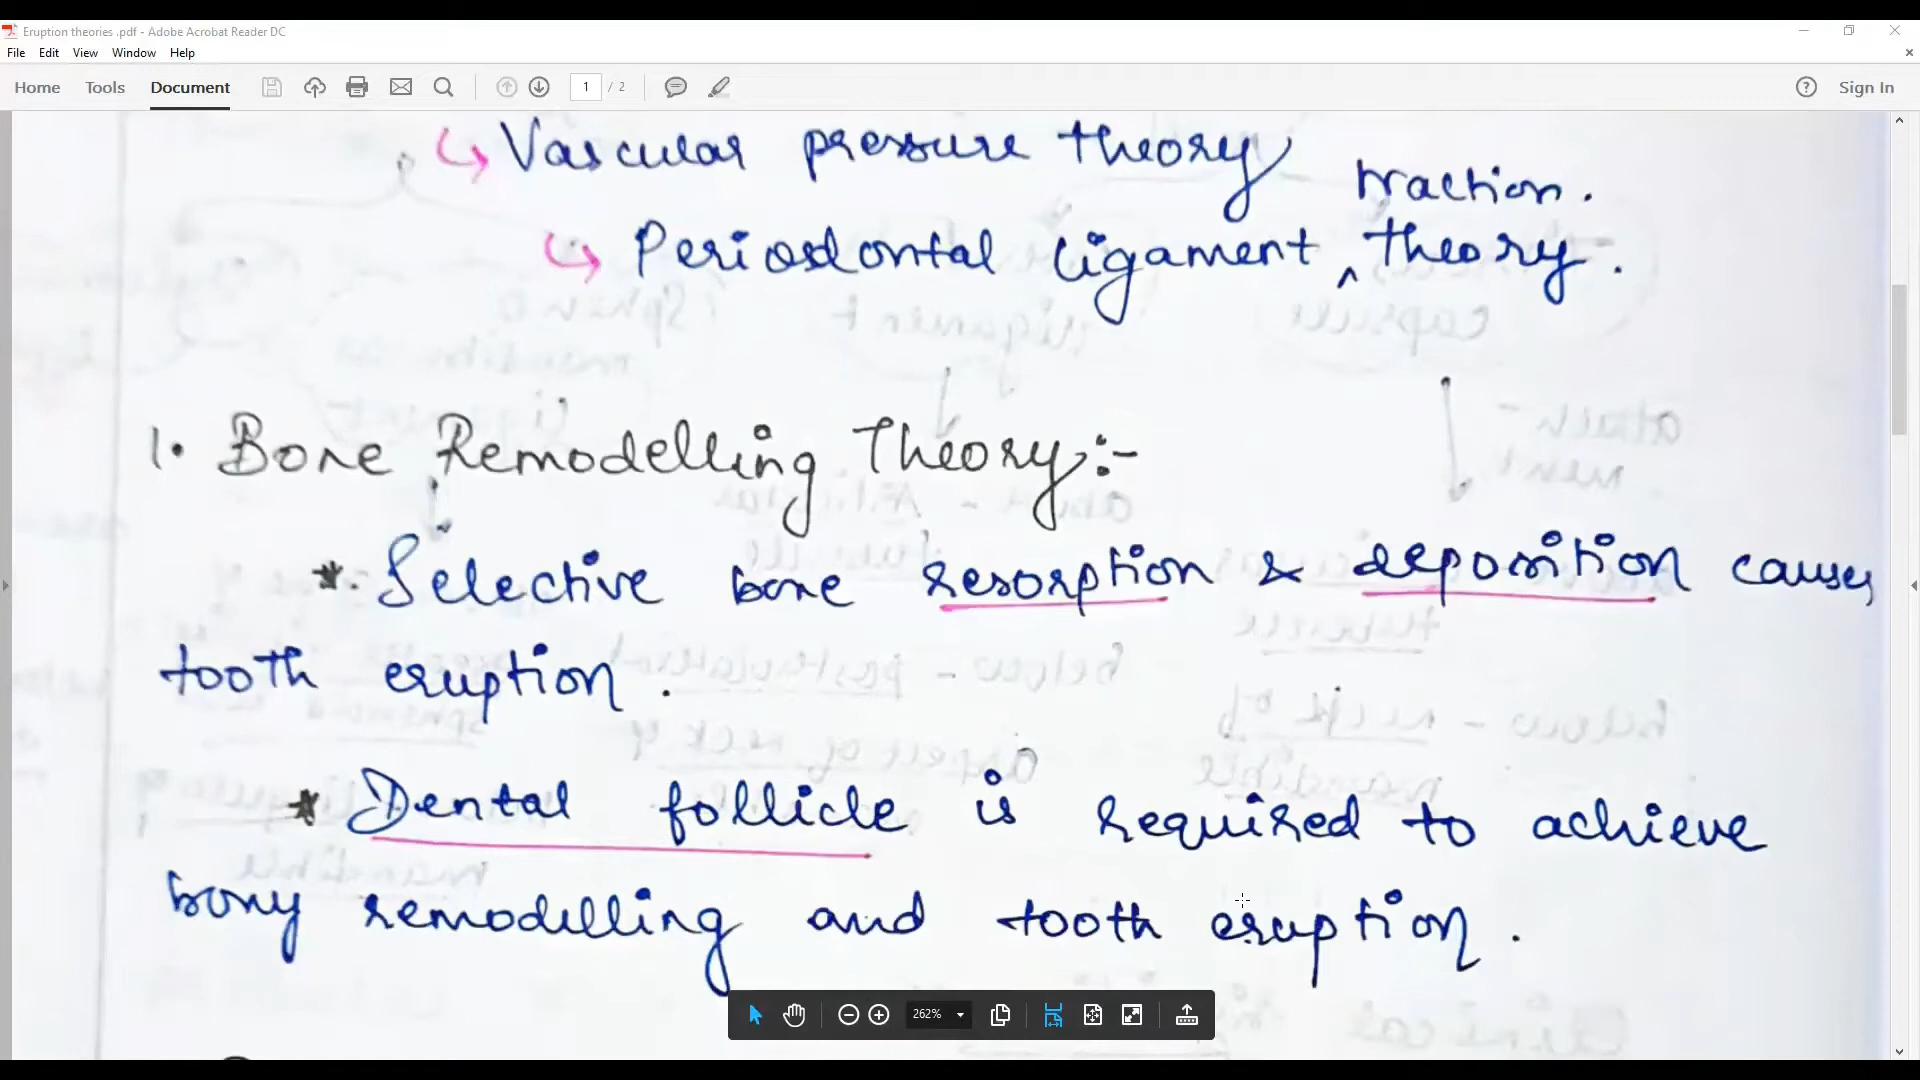 Eruption theories .pdf - Adobe Acrobat Reader DC
File Edit View Window Help
Home Tools Document 1 / 2 Sign In
↳ Vascular pressure theory
traction.
↳ Periodontal ligament ^ theory.
1. Bone Remodelling Theory:-
*. Selective bone resorption & deposition causes
tooth eruption.
* Dental follicle is required to achieve
bony remodelling and tooth eruption.
262%